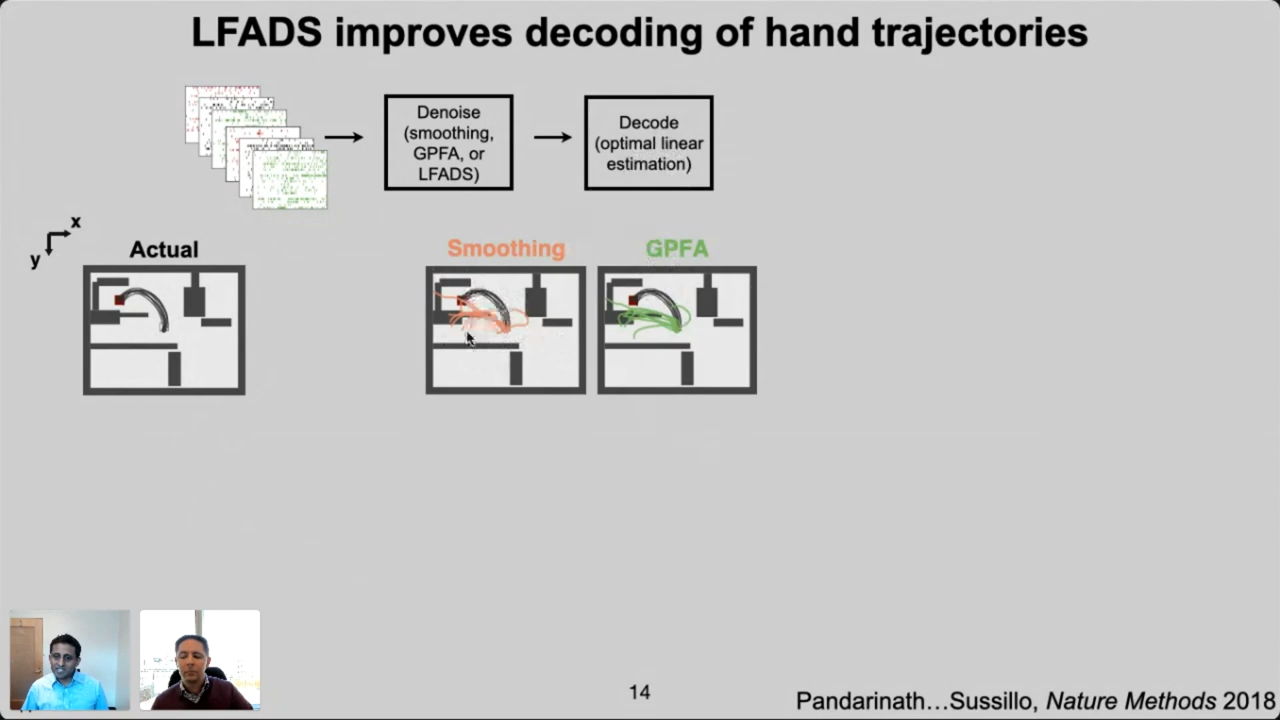 LFADS improves decoding of hand trajectories
Denoise
(smoothing,
GPFA, or
LFADS)
Decode
(optimal linear
estimation)
x
y
Actual
Smoothing
GPFA
14
Pandarinath…Sussillo, Nature Methods 2018